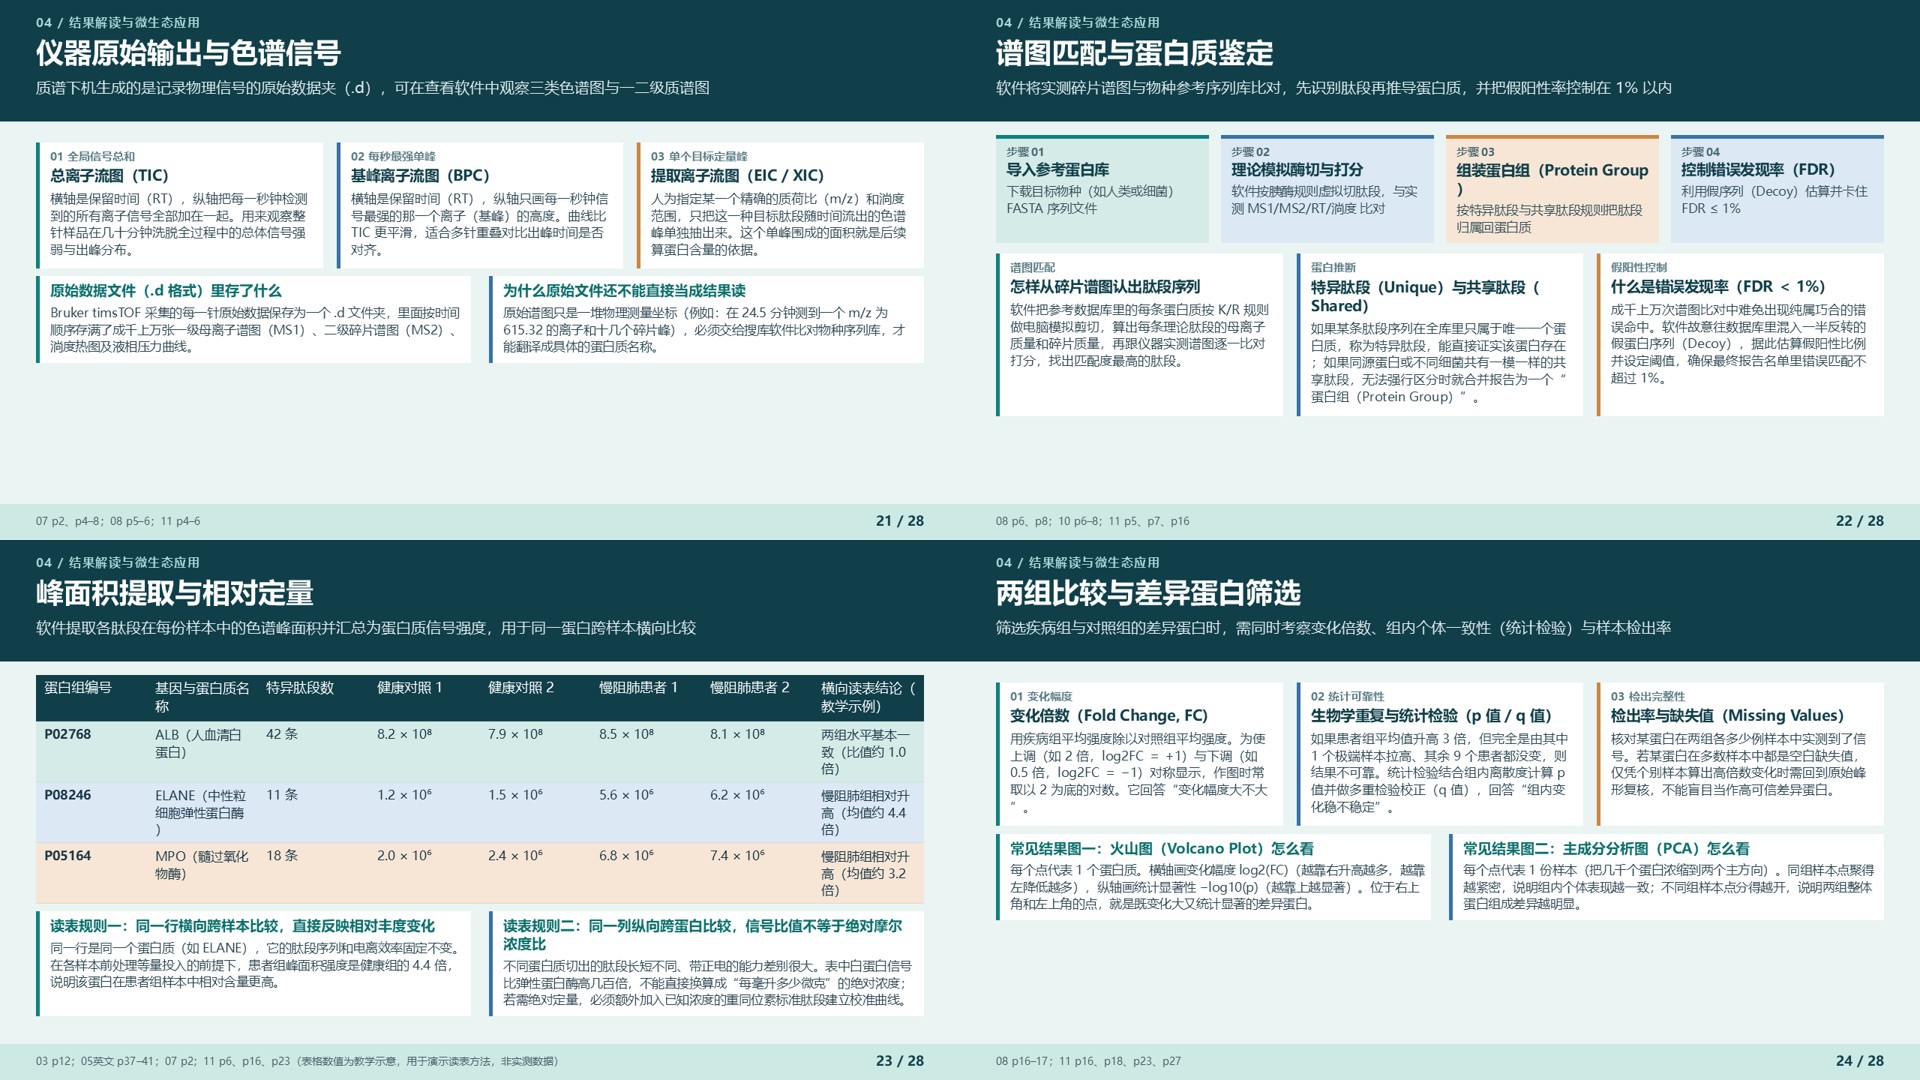 04 / 结果解读与微生态应用
仪器原始输出与色谱信号
质谱下机生成的是记录物理信号的原始数据夹（.d），可在查看软件中观察三类色谱图与一二级质谱图
01 全局信号总和
总离子流图（TIC）
横轴是保留时间（RT），纵轴把每一秒钟检测
到的所有离子信号全部加在一起。用来观察整
针样品在几十分钟洗脱全过程中的总体信号强
弱与出峰分布。
02 每秒最强单峰
基峰离子流图（BPC）
横轴是保留时间（RT），纵轴只画每一秒钟信
号最强的那一个离子（基峰）的高度。曲线比
TIC 更平滑，适合多针重叠对比出峰时间是否
对齐。
03 单个目标定量峰
提取离子流图（EIC / XIC）
人为指定某一个精确的质荷比（m/z）和淌度
范围，只把这一种目标肽段随时间流出的色谱
峰单独抽出来。这个单峰围成的面积就是后续
算蛋白含量的依据。
原始数据文件（.d 格式）里存了什么
Bruker timsTOF 采集的每一针原始数据保存为一个 .d 文件夹，里面按时间
顺序存满了成千上万张一级母离子谱图（MS1）、二级碎片谱图（MS2）、
淌度热图及液相压力曲线。
为什么原始文件还不能直接当成结果读
原始谱图只是一堆物理测量坐标（例如：在 24.5 分钟测到一个 m/z 为
615.32 的离子和十几个碎片峰），必须交给搜库软件比对物种序列库，才
能翻译成具体的蛋白质名称。
07 p2、p4–8；08 p5–6；11 p4–6
21 / 28
04 / 结果解读与微生态应用
谱图匹配与蛋白质鉴定
软件将实测碎片谱图与物种参考序列库比对，先识别肽段再推导蛋白质，并把假阳性率控制在 1% 以内
步骤 01
导入参考蛋白库
下载目标物种（如人类或细菌）
FASTA 序列文件
步骤 02
理论模拟酶切与打分
软件按胰酶规则虚拟切肽段，与实
测 MS1/MS2/RT/淌度 比对
步骤 03
组装蛋白组（Protein Group
）
按特异肽段与共享肽段规则把肽段
归属回蛋白质
步骤 04
控制错误发现率（FDR）
利用假序列（Decoy）估算并卡住
FDR ≤ 1%
谱图匹配
怎样从碎片谱图认出肽段序列
软件把参考数据库里的每条蛋白质按 K/R 规则
做电脑模拟剪切，算出每条理论肽段的母离子
质量和碎片质量，再跟仪器实测谱图逐一比对
打分，找出匹配度最高的肽段。
蛋白推断
特异肽段（Unique）与共享肽段（
Shared）
如果某条肽段序列在全库里只属于唯一一个蛋
白质，称为特异肽段，能直接证实该蛋白存在
；如果同源蛋白或不同细菌共有一模一样的共
享肽段，无法强行区分时就合并报告为一个“
蛋白组（Protein Group）”。
假阳性控制
什么是错误发现率（FDR ＜ 1%）
成千上万次谱图比对中难免出现纯属巧合的错
误命中。软件故意往数据库里混入一半反转的
假蛋白序列（Decoy），据此估算假阳性比例
并设定阈值，确保最终报告名单里错误匹配不
超过 1%。
08 p6、p8；10 p6–8；11 p5、p7、p16
22 / 28
04 / 结果解读与微生态应用
峰面积提取与相对定量
软件提取各肽段在每份样本中的色谱峰面积并汇总为蛋白质信号强度，用于同一蛋白跨样本横向比较
蛋白组编号 基因与蛋白质名 特异肽段数 健康对照 1 健康对照 2 慢阻肺患者 1 慢阻肺患者 2 横向读表结论（
称 教学示例）
P02768 ALB（人血清白 42 条 8.2 × 10⁸ 7.9 × 10⁸ 8.5 × 10⁸ 8.1 × 10⁸ 两组水平基本一
蛋白） 致（比值约 1.0
倍）
P08246 ELANE（中性粒 11 条 1.2 × 10⁶ 1.5 × 10⁶ 5.6 × 10⁶ 6.2 × 10⁶ 慢阻肺组相对升
细胞弹性蛋白酶 高（均值约 4.4
） 倍）
P05164 MPO（髓过氧化 18 条 2.0 × 10⁶ 2.4 × 10⁶ 6.8 × 10⁶ 7.4 × 10⁶ 慢阻肺组相对升
物酶） 高（均值约 3.2
倍）
读表规则一：同一行横向跨样本比较，直接反映相对丰度变化
同一行是同一个蛋白质（如 ELANE），它的肽段序列和电离效率固定不变。
在各样本前处理等量投入的前提下，患者组峰面积强度是健康组的 4.4 倍，
说明该蛋白在患者组样本中相对含量更高。
读表规则二：同一列纵向跨蛋白比较，信号比值不等于绝对摩尔
浓度比
不同蛋白质切出的肽段长短不同、带正电的能力差别很大。表中白蛋白信号
比弹性蛋白酶高几百倍，不能直接换算成“每毫升多少微克”的绝对浓度；
若需绝对定量，必须额外加入已知浓度的重同位素标准肽段建立校准曲线。
03 p12；05英文 p37–41；07 p2；11 p6、p16、p23（表格数值为教学示意，用于演示读表方法，非实测数据）
23 / 28
04 / 结果解读与微生态应用
两组比较与差异蛋白筛选
筛选疾病组与对照组的差异蛋白时，需同时考察变化倍数、组内个体一致性（统计检验）与样本检出率
01 变化幅度
变化倍数（Fold Change, FC）
用疾病组平均强度除以对照组平均强度。为使
上调（如 2 倍，log2FC ＝ +1）与下调（如
0.5 倍，log2FC ＝ −1）对称显示，作图时常
取以 2 为底的对数。它回答“变化幅度大不大
”。
02 统计可靠性
生物学重复与统计检验（p 值 / q 值）
如果患者组平均值升高 3 倍，但完全是由其中
1 个极端样本拉高、其余 9 个患者都没变，则
结果不可靠。统计检验结合组内离散度计算 p
值并做多重检验校正（q 值），回答“组内变
化稳不稳定”。
03 检出完整性
检出率与缺失值（Missing Values）
核对某蛋白在两组各多少例样本中实测到了信
号。若某蛋白在多数样本中都是空白缺失值，
仅凭个别样本算出高倍数变化时需回到原始峰
形复核，不能盲目当作高可信差异蛋白。
常见结果图一：火山图（Volcano Plot）怎么看
每个点代表 1 个蛋白质。横轴画变化幅度 log2(FC)（越靠右升高越多，越靠
左降低越多），纵轴画统计显著性 −log10(p)（越靠上越显著）。位于右上
角和左上角的点，就是既变化大又统计显著的差异蛋白。
常见结果图二：主成分分析图（PCA）怎么看
每个点代表 1 份样本（把几千个蛋白浓缩到两个主方向）。同组样本点聚得
越紧密，说明组内个体表现越一致；不同组样本点分得越开，说明两组整体
蛋白组成差异越明显。
08 p16–17；11 p16、p18、p23、p27
24 / 28